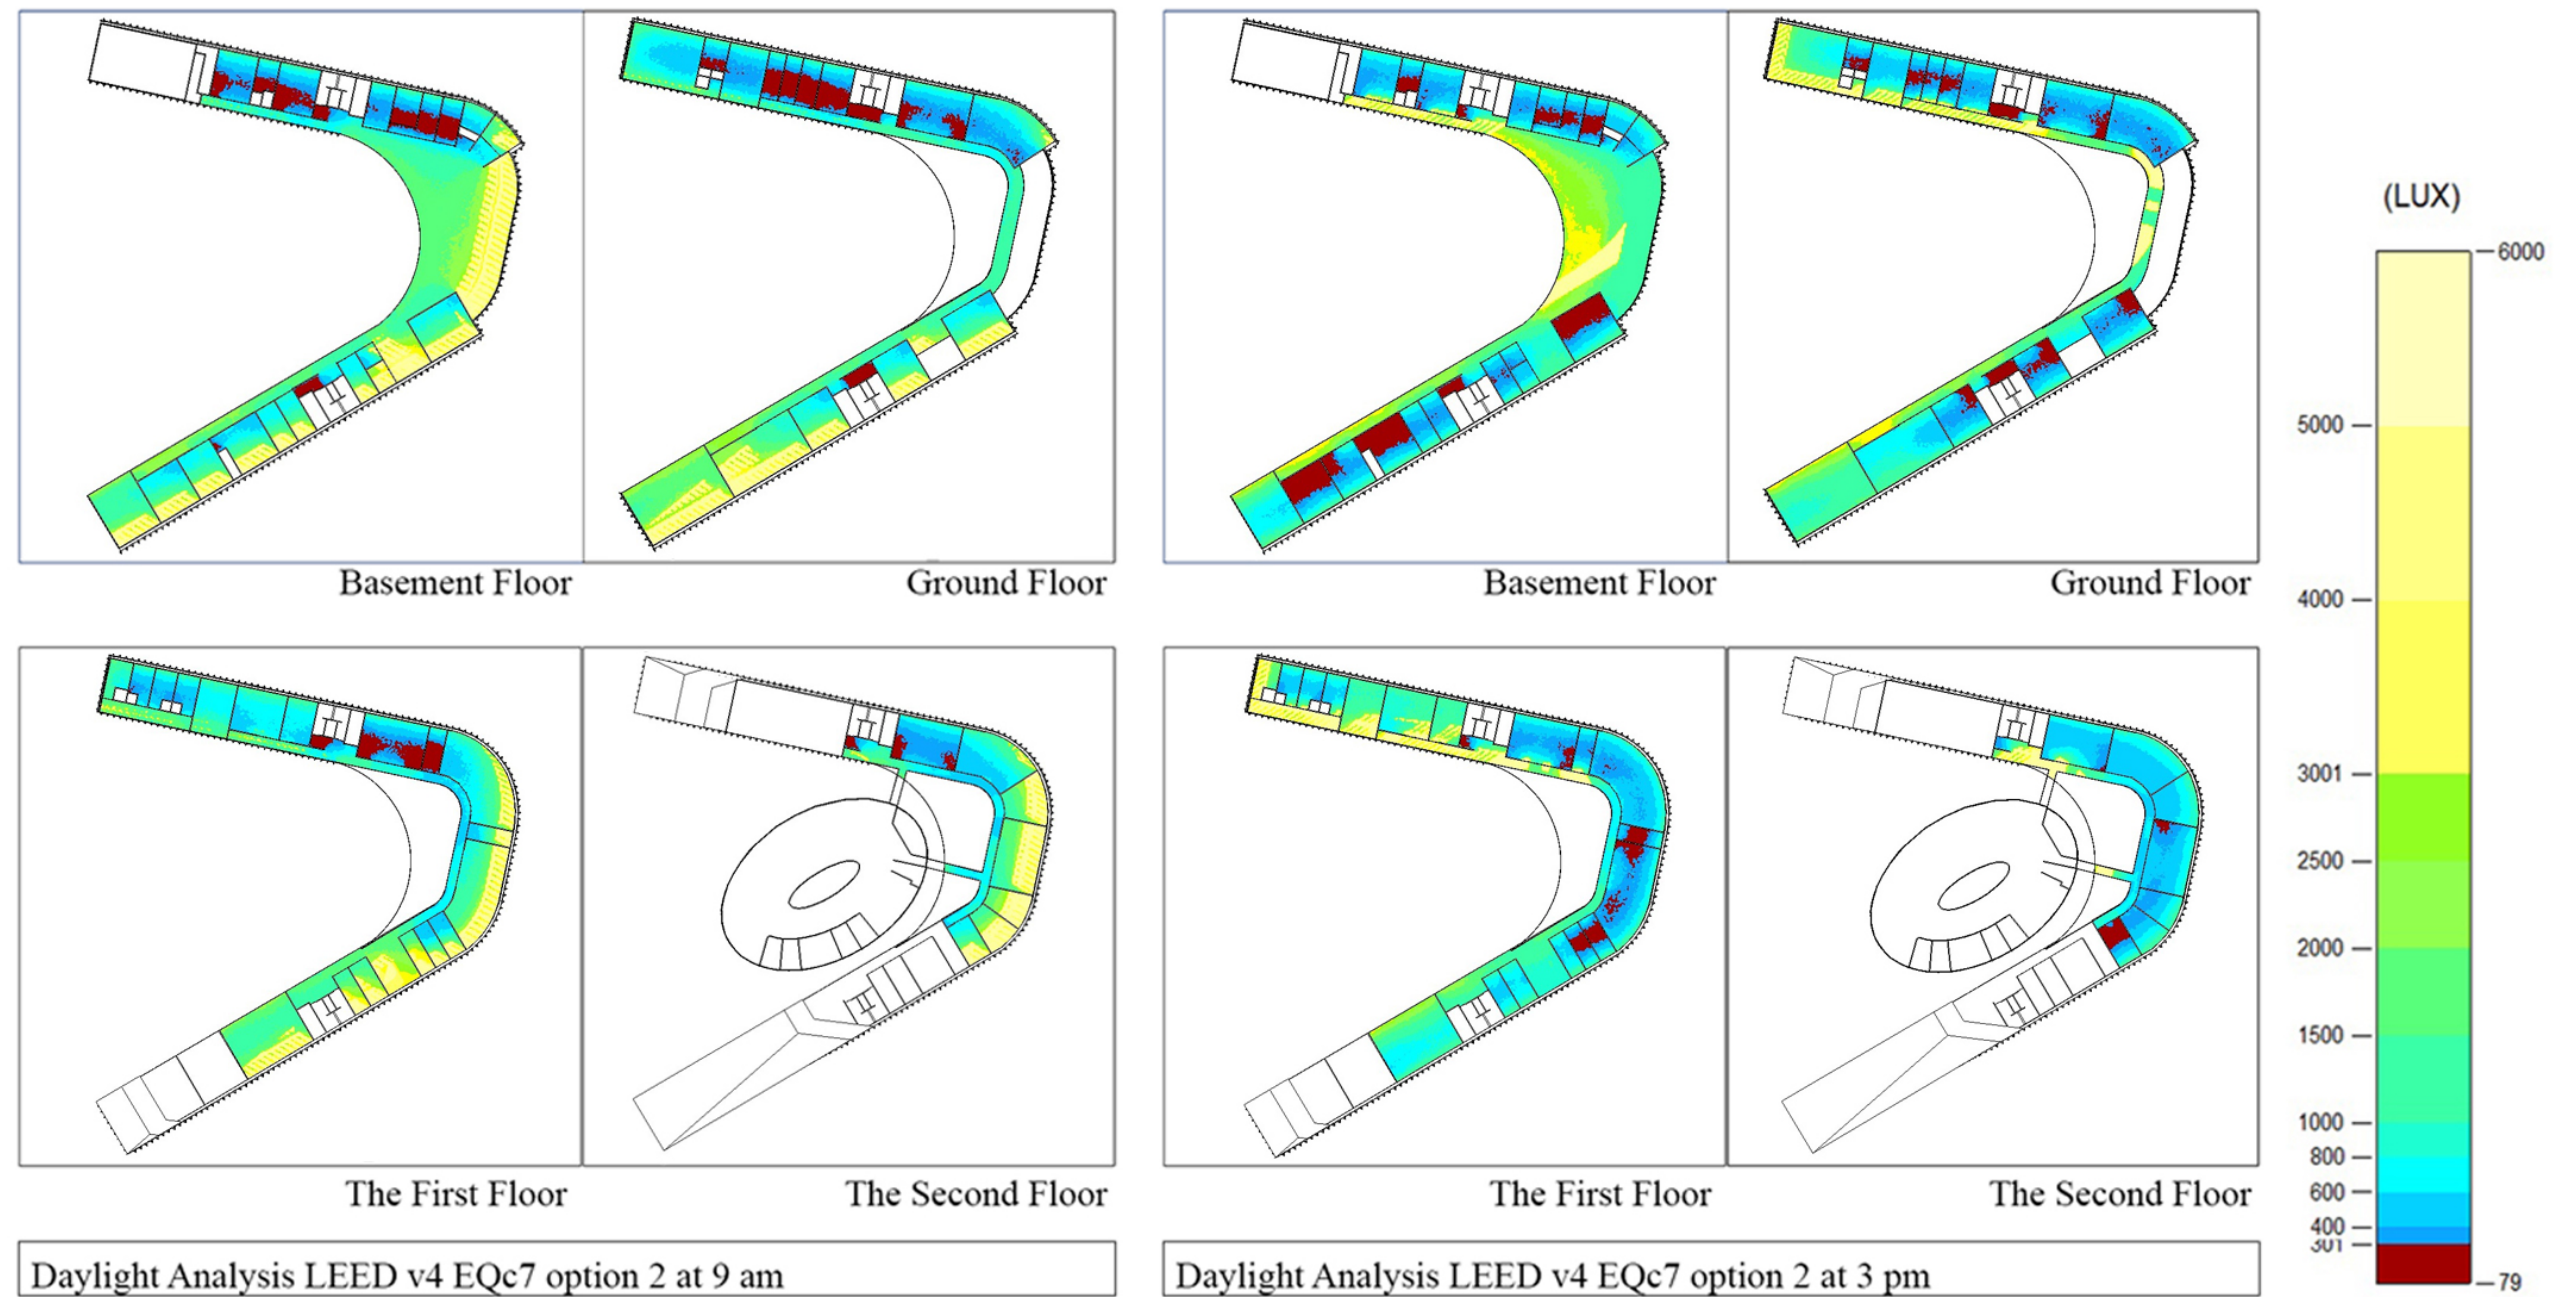 Basement Floor
Ground Floor
Basement Floor
Ground Floor
The First Floor
The Second Floor
The First Floor
The Second Floor
Daylight Analysis LEED v4 EQc7 option 2 at 9 am
Daylight Analysis LEED v4 EQc7 option 2 at 3 pm
(LUX)
6000
5000
4000
3001
2500
2000
1500
1000
800
600
400
301
79